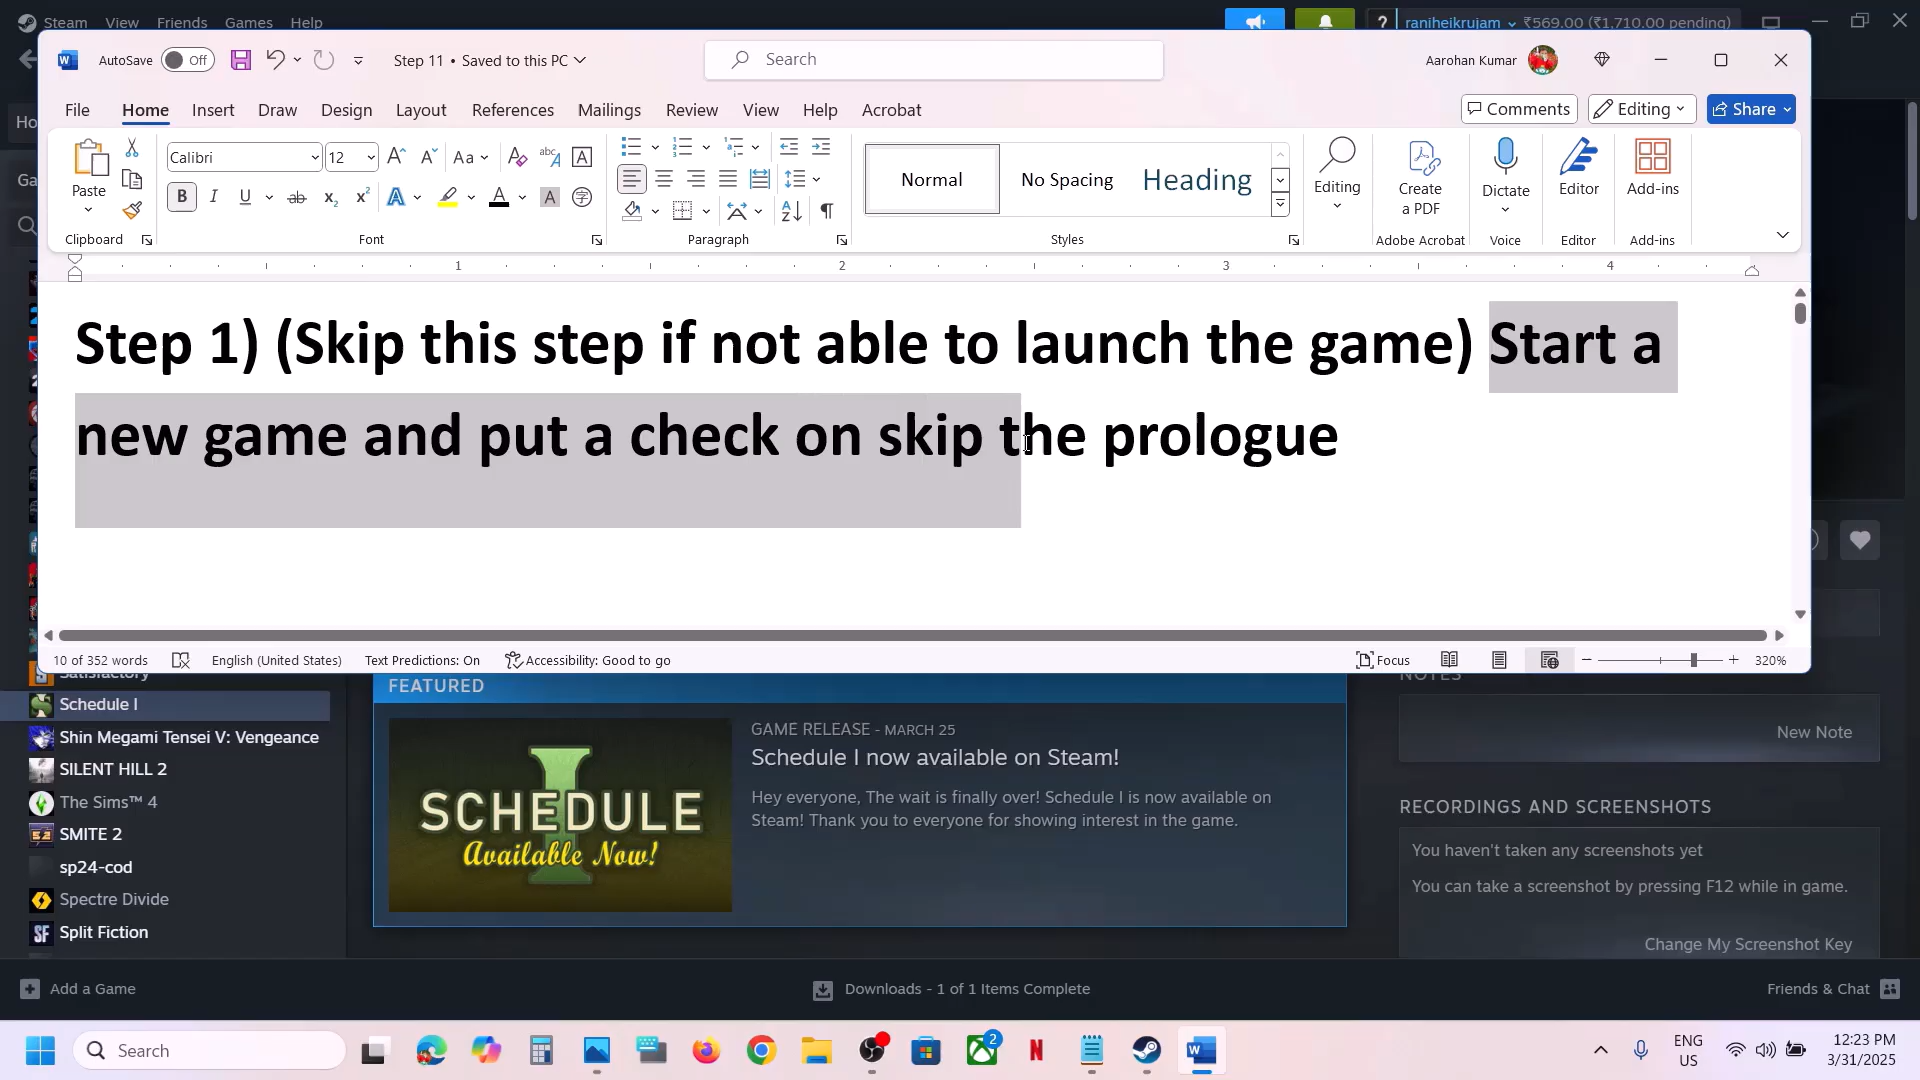 Steam View Friends Games Help
raniheikrujam ₹569.00 (₹1,710.00 pending)
AutoSave Off
Step 11 • Saved to this PC
Search
Aarohan Kumar
File Home Insert Draw Design Layout References Mailings Review View Help Acrobat
Comments Editing Share
Paste
Clipboard
Calibri 12
Font
Paragraph
Normal No Spacing Heading
Styles
Editing
Create a PDF
Adobe Acrobat
Dictate
Voice
Editor
Editor
Add-ins
Add-ins
1 2 3 4
Step 1) (Skip this step if not able to launch the game) Start a
new game and put a check on skip the prologue
10 of 352 words English (United States) Text Predictions: On Accessibility: Good to go Focus 320%
Schedule I
Shin Megami Tensei V: Vengeance
SILENT HILL 2
The Sims™ 4
SMITE 2
sp24-cod
Spectre Divide
Split Fiction
FEATURED
SCHEDULE I
Available Now!
GAME RELEASE - MARCH 25
Schedule I now available on Steam!
Hey everyone, The wait is finally over! Schedule I is now available on
Steam! Thank you to everyone for showing interest in the game.
New Note
RECORDINGS AND SCREENSHOTS
You haven't taken any screenshots yet
You can take a screenshot by pressing F12 while in game.
Change My Screenshot Key
Add a Game
Downloads - 1 of 1 Items Complete
Friends & Chat
Search
2
ENG
US
12:23 PM
3/31/2025